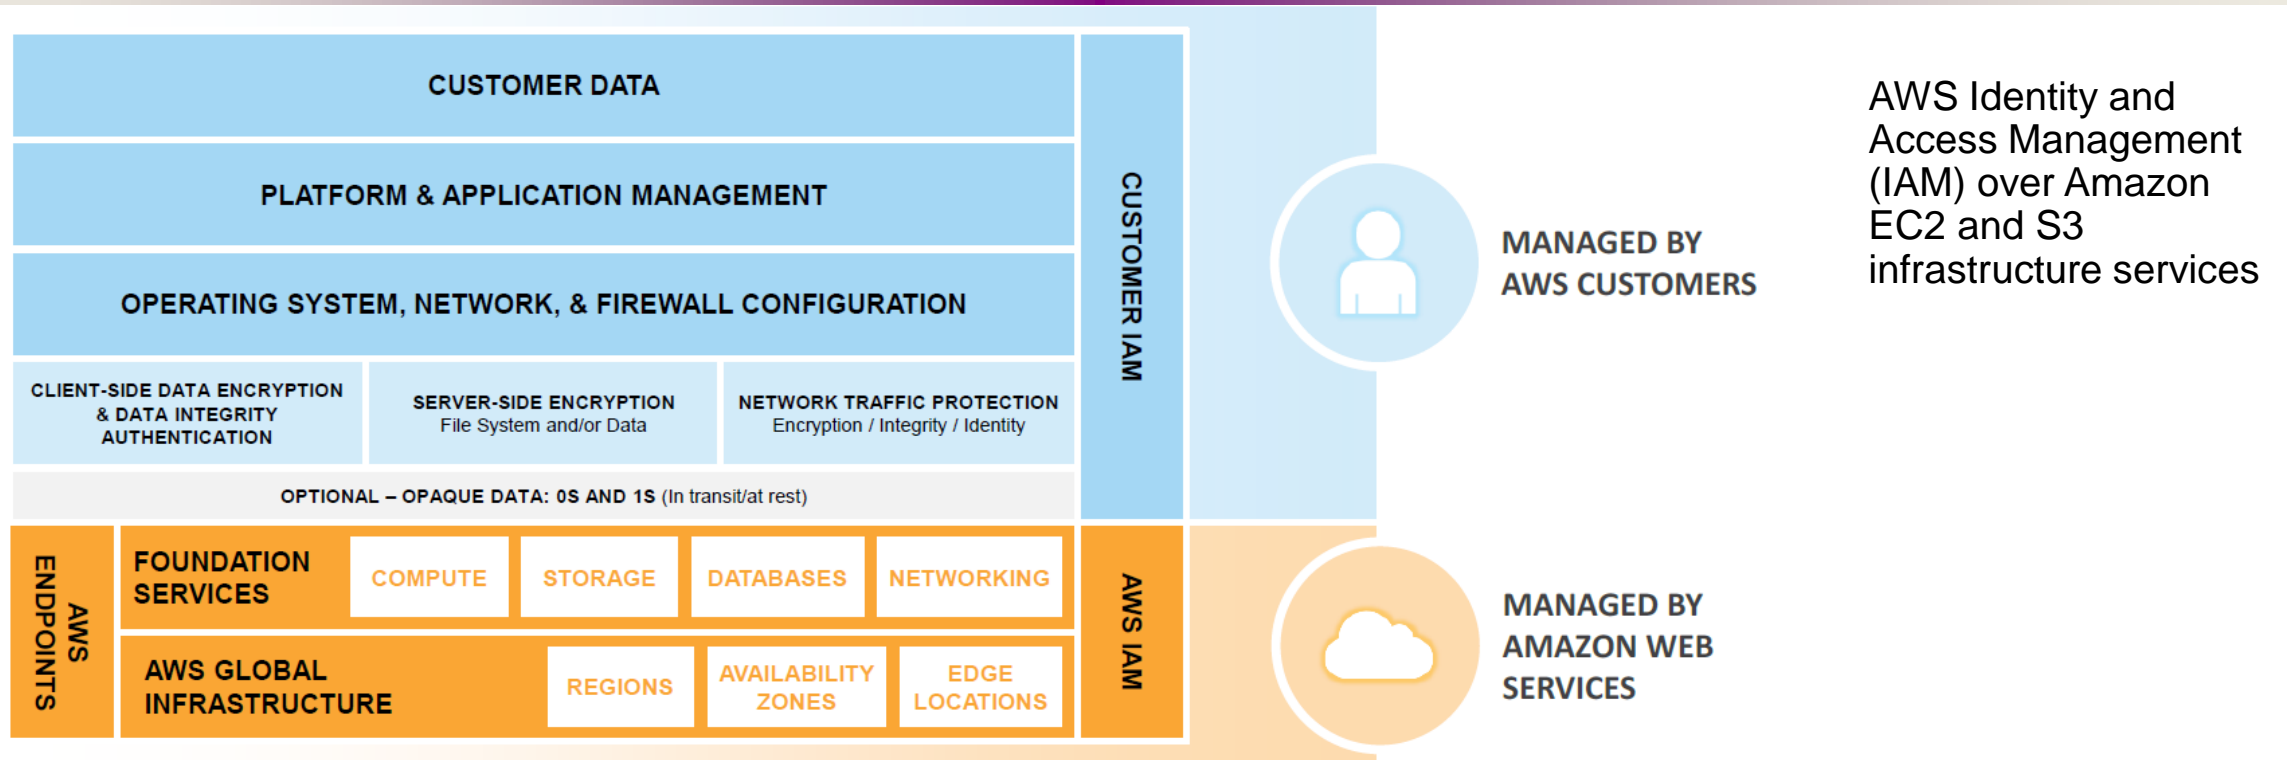 CUSTOMER DATA
PLATFORM & APPLICATION MANAGEMENT
OPERATING SYSTEM, NETWORK, & FIREWALL CONFIGURATION
CLIENT-SIDE DATA ENCRYPTION
& DATA INTEGRITY
AUTHENTICATION
SERVER-SIDE ENCRYPTION
File System and/or Data
NETWORK TRAFFIC PROTECTION
Encryption / Integrity / Identity
OPTIONAL – OPAQUE DATA: 0S AND 1S (In transit/at rest)
CUSTOMER IAM
AWS
ENDPOINTS
FOUNDATION
SERVICES
COMPUTE
STORAGE
DATABASES
NETWORKING
AWS GLOBAL
INFRASTRUCTURE
REGIONS
AVAILABILITY
ZONES
EDGE
LOCATIONS
AWS IAM
MANAGED BY
AWS CUSTOMERS
MANAGED BY
AMAZON WEB
SERVICES
AWS Identity and
Access Management
(IAM) over Amazon
EC2 and S3
infrastructure services